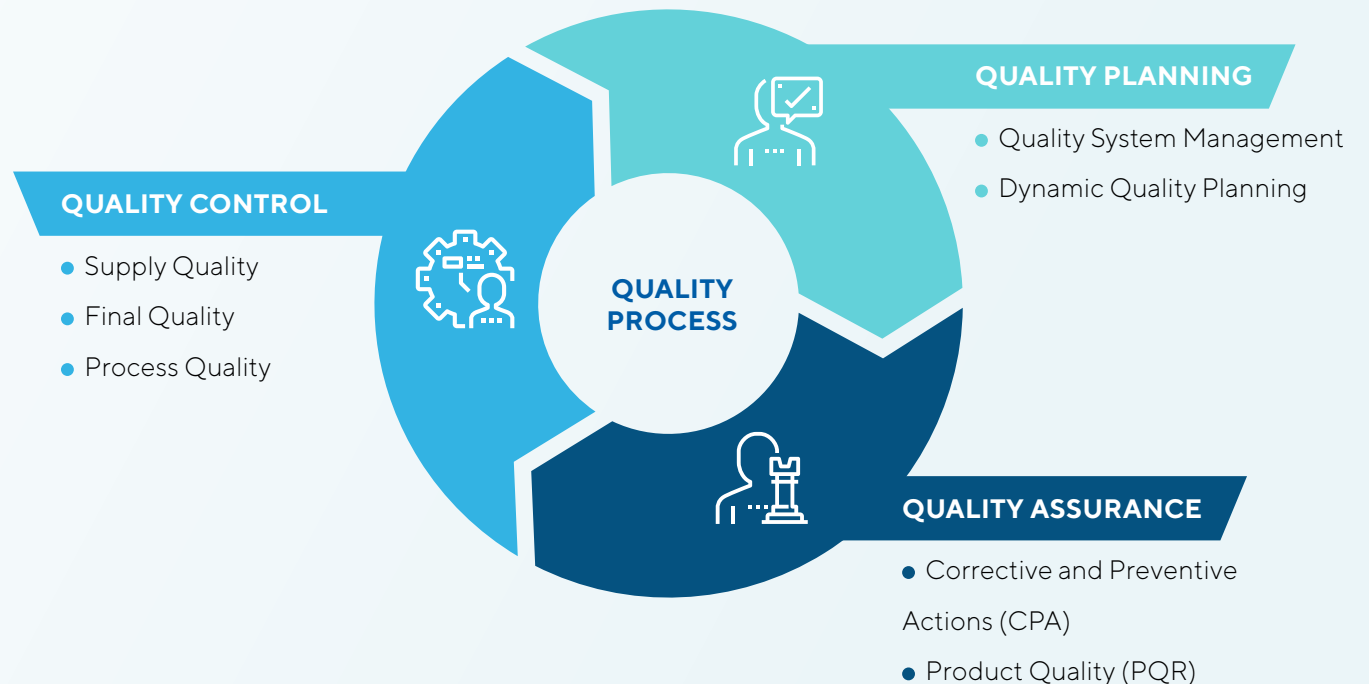 QUALITY PLANNING
Quality System Management
Dynamic Quality Planning
QUALITY CONTROL
Supply Quality
Final Quality
Process Quality
QUALITY
PROCESS
QUALITY ASSURANCE
Corrective and Preventive
Actions (CPA)
Product Quality (PQR)